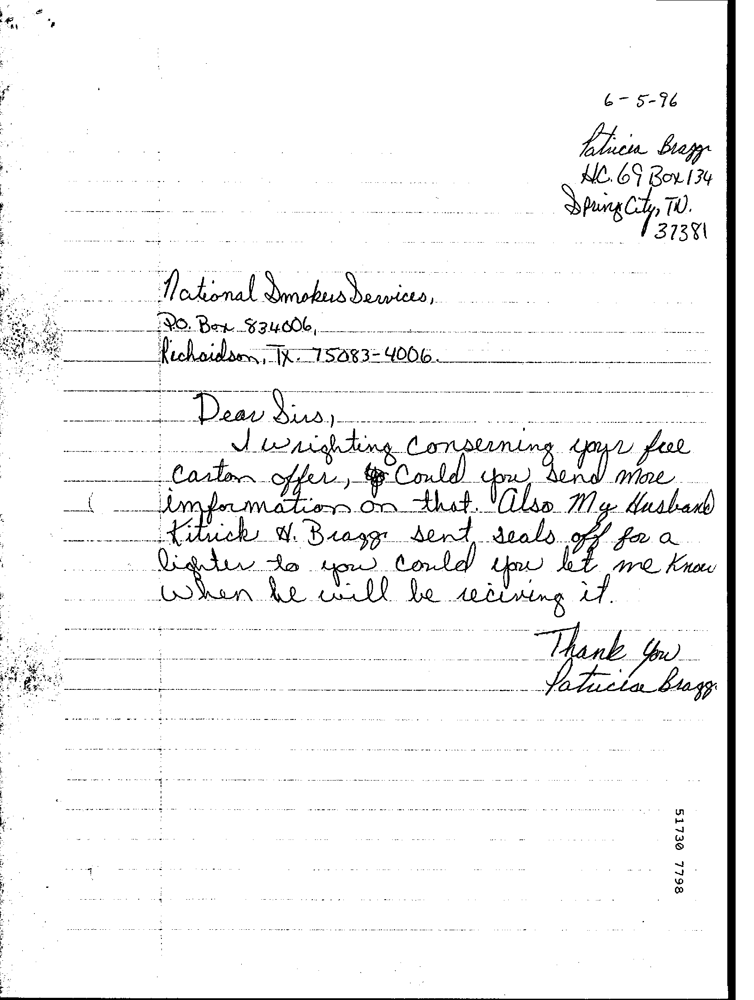 6-5-96
Patricia Bragg
HC. 69 Box 134
Spring City, TN.
37381
National Smokers Services,
P.O. Box 834006,
Richardson, TX. 75083-4006.
Dear Sirs,
I wrighting conserning your free
carton offer, Could you send more
imformation on that. Also My Husband
Kitrick H. Bragg sent seals off for a
lighter to you could you let me know
when he will be reciving it.
Thank You
Patricia Bragg
51730 7798